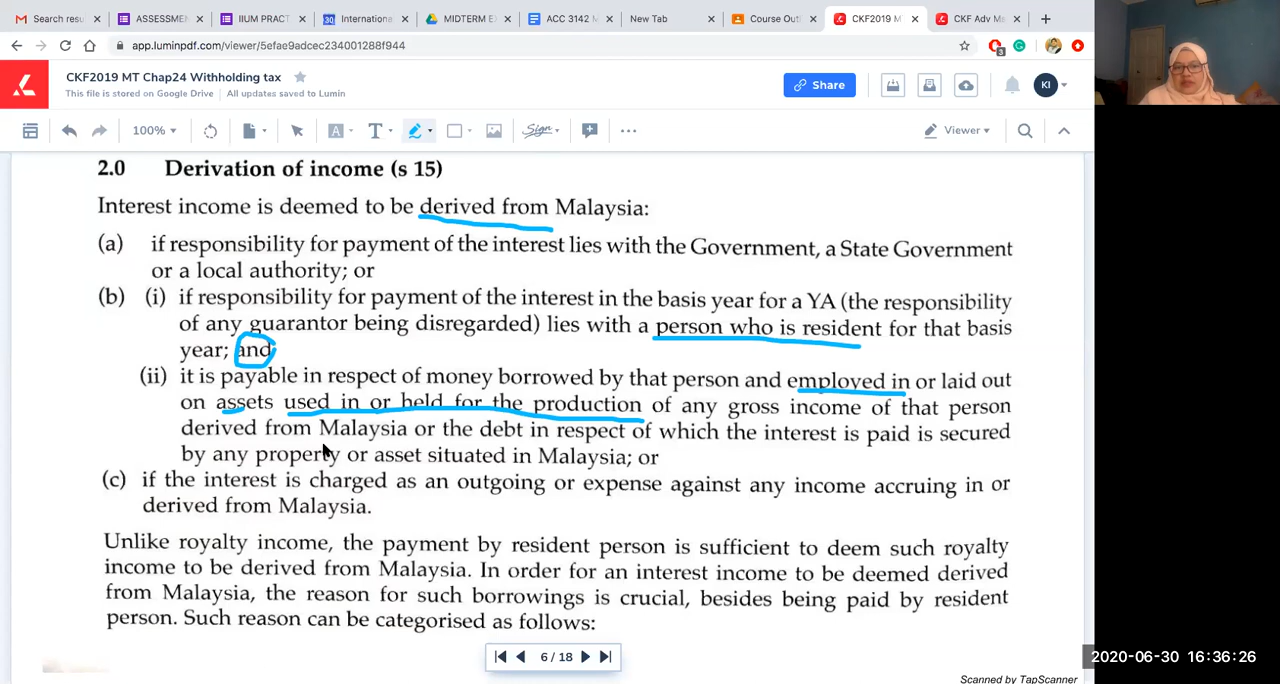 Search resu
ASSESSME
IIUM PRACT
Internationa
MIDTERM E
ACC 3142 M
New Tab
Course Out
CKF2019 M
CKF Adv Ma
app.luminpdf.com/viewer/5efae9adcec234001288f944
3
CKF2019 MT Chap24 Withholding tax
This file is stored on Google Drive
All updates saved to Lumin
Share
KI
100%
A
T
Sign
Viewer
2.0 Derivation of income (s 15)
Interest income is deemed to be derived from Malaysia:
(a) if responsibility for payment of the interest lies with the Government, a State Government
or a local authority; or
(b) (i) if responsibility for payment of the interest in the basis year for a YA (the responsibility
of any guarantor being disregarded) lies with a person who is resident for that basis
year; and
(ii) it is payable in respect of money borrowed by that person and employed in or laid out
on assets used in or held for the production of any gross income of that person
derived from Malaysia or the debt in respect of which the interest is paid is secured
by any property or asset situated in Malaysia; or
(c) if the interest is charged as an outgoing or expense against any income accruing in or
derived from Malaysia.
Unlike royalty income, the payment by resident person is sufficient to deem such royalty
income to be derived from Malaysia. In order for an interest income to be deemed derived
from Malaysia, the reason for such borrowings is crucial, besides being paid by resident
person. Such reason can be categorised as follows:
6 / 18
2020-06-30 16:36:26
Scanned by TapScanner